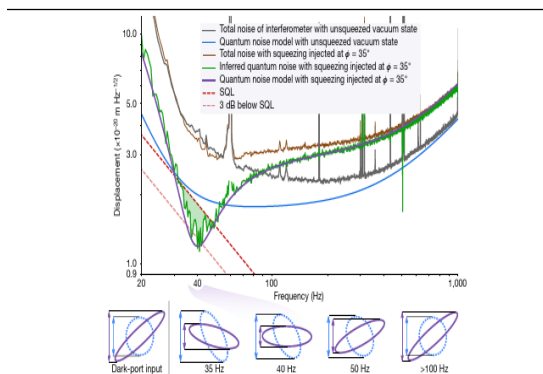 10.0
5.0
3.0
1.0
0.9
Displacement (×10⁻²⁰ m Hz⁻¹/²)
Total noise of interferometer with unsqueezed vacuum state
Quantum noise model with unsqueezed vacuum state
Total noise with squeezing injected at ϕ = 35°
Inferred quantum noise with squeezing injected at ϕ = 35°
Quantum noise model with squeezing injected at ϕ = 35°
SQL
3 dB below SQL
20 40 100 1,000
Frequency (Hz)
Dark-port input 35 Hz 40 Hz 50 Hz >100 Hz